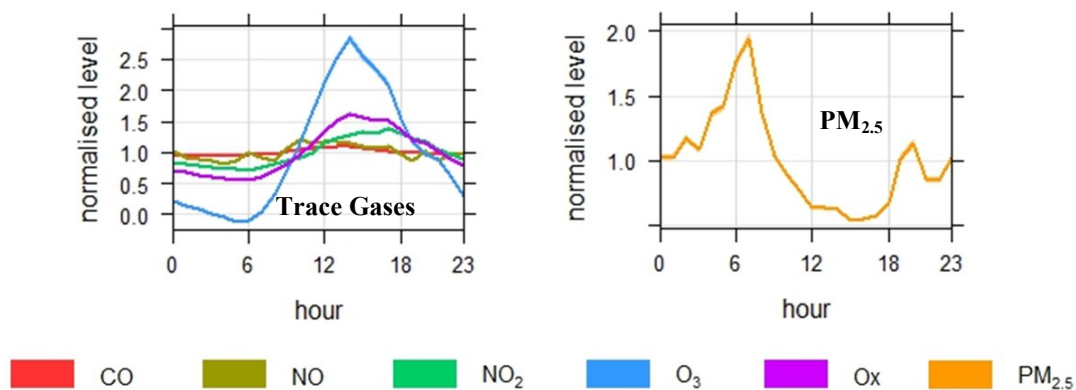 normalised level
2.5
2.0
1.5
1.0
0.5
0.0
Trace Gases
0 6 12 18 23
hour
normalised level
2.0
1.5
1.0
PM2.5
0 6 12 18 23
hour
CO NO NO2 O3 Ox PM2.5